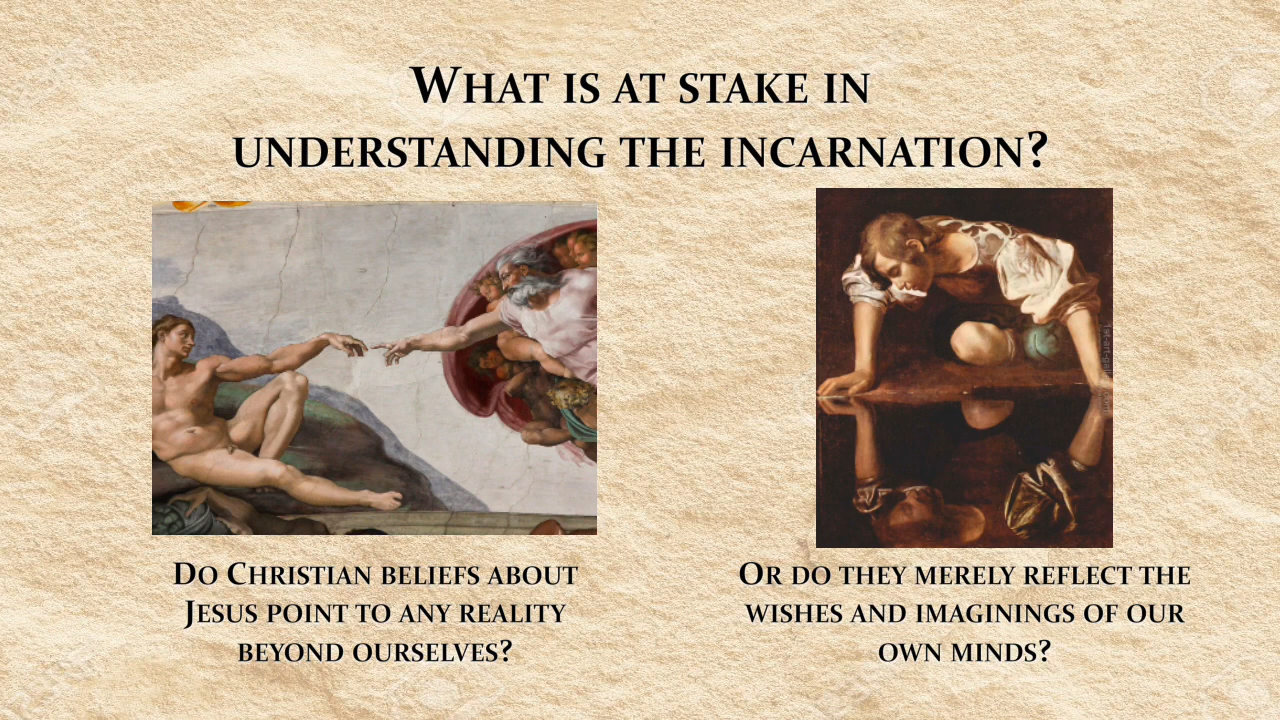 What is at stake in
understanding the incarnation?
Do Christian beliefs about
Jesus point to any reality
beyond ourselves?
Or do they merely reflect the
wishes and imaginings of our
own minds?